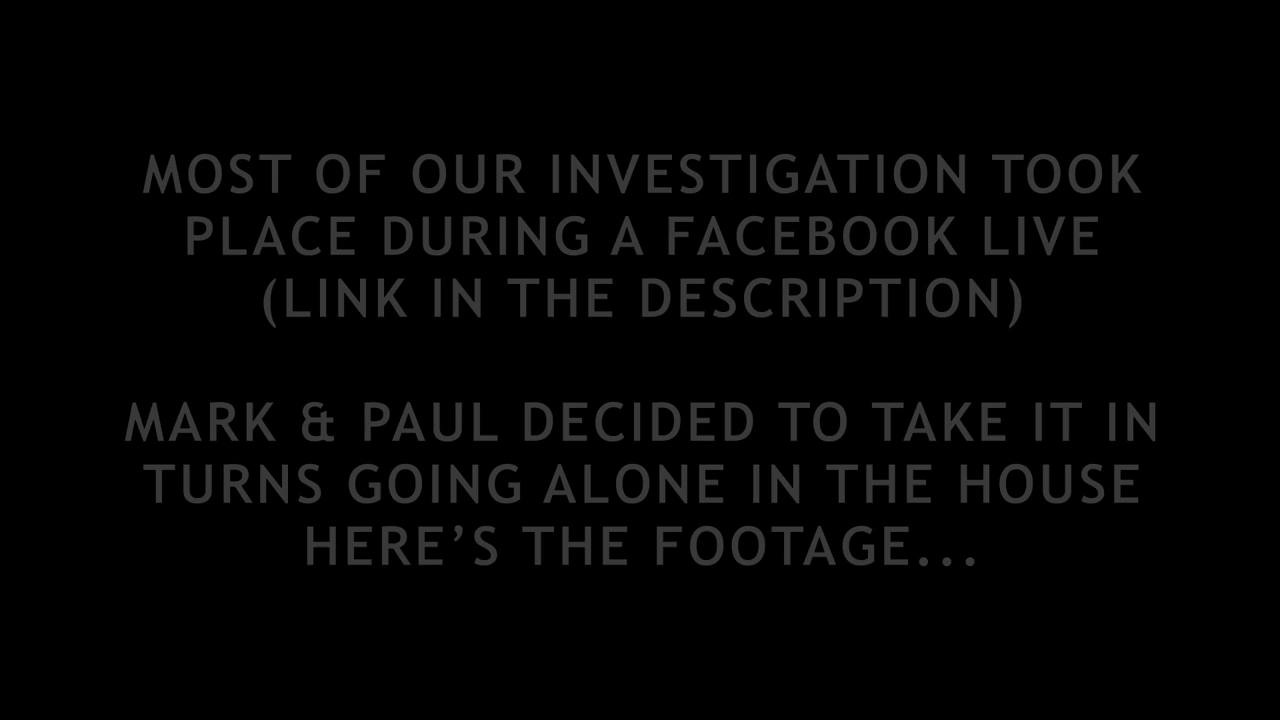 MOST OF OUR INVESTIGATION TOOK
PLACE DURING A FACEBOOK LIVE
(LINK IN THE DESCRIPTION)
MARK & PAUL DECIDED TO TAKE IT IN
TURNS GOING ALONE IN THE HOUSE
HERE’S THE FOOTAGE...